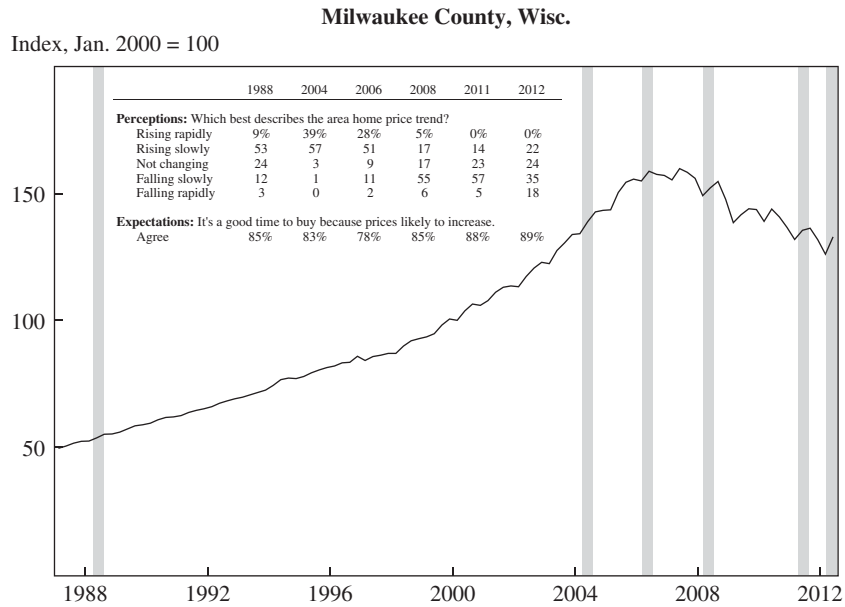 Milwaukee County, Wisc.
Index, Jan. 2000 = 100
1988 2004 2006 2008 2011 2012
Perceptions: Which best describes the area home price trend?
Rising rapidly 9% 39% 28% 5% 0% 0%
Rising slowly 53 57 51 17 14 22
Not changing 24 3 9 17 23 24
Falling slowly 12 1 11 55 57 35
Falling rapidly 3 0 2 6 5 18
Expectations: It's a good time to buy because prices likely to increase.
Agree 85% 83% 78% 85% 88% 89%
150
100
50
1988 1992 1996 2000 2004 2008 2012